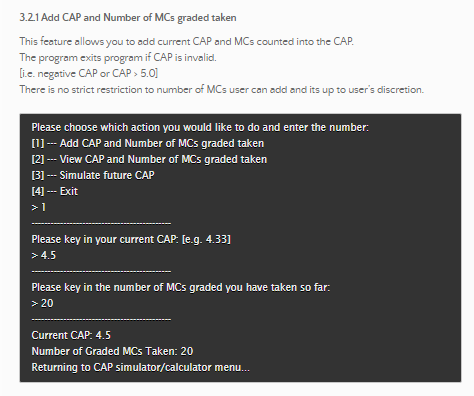 3.2.1 Add CAP and Number of MCs graded taken
This feature allows you to add current CAP and MCs counted into the CAP.
The program exits program if CAP is invalid.
[i.e. negative CAP or CAP > 5.0]
There is no strict restriction to number of MCs user can add and its up to user's discretion.
Please choose which action you would like to do and enter the number:
[1] --- Add CAP and Number of MCs graded taken
[2] --- View CAP and Number of MCs graded taken
[3] --- Simulate future CAP
[4] --- Exit
> 1
--------------------------------------------
Please key in your current CAP: [e.g. 4.33]
> 4.5
--------------------------------------------
Please key in the number of MCs graded you have taken so far:
> 20
--------------------------------------------
Current CAP: 4.5
Number of Graded MCs Taken: 20
Returning to CAP simulator/calculator menu...